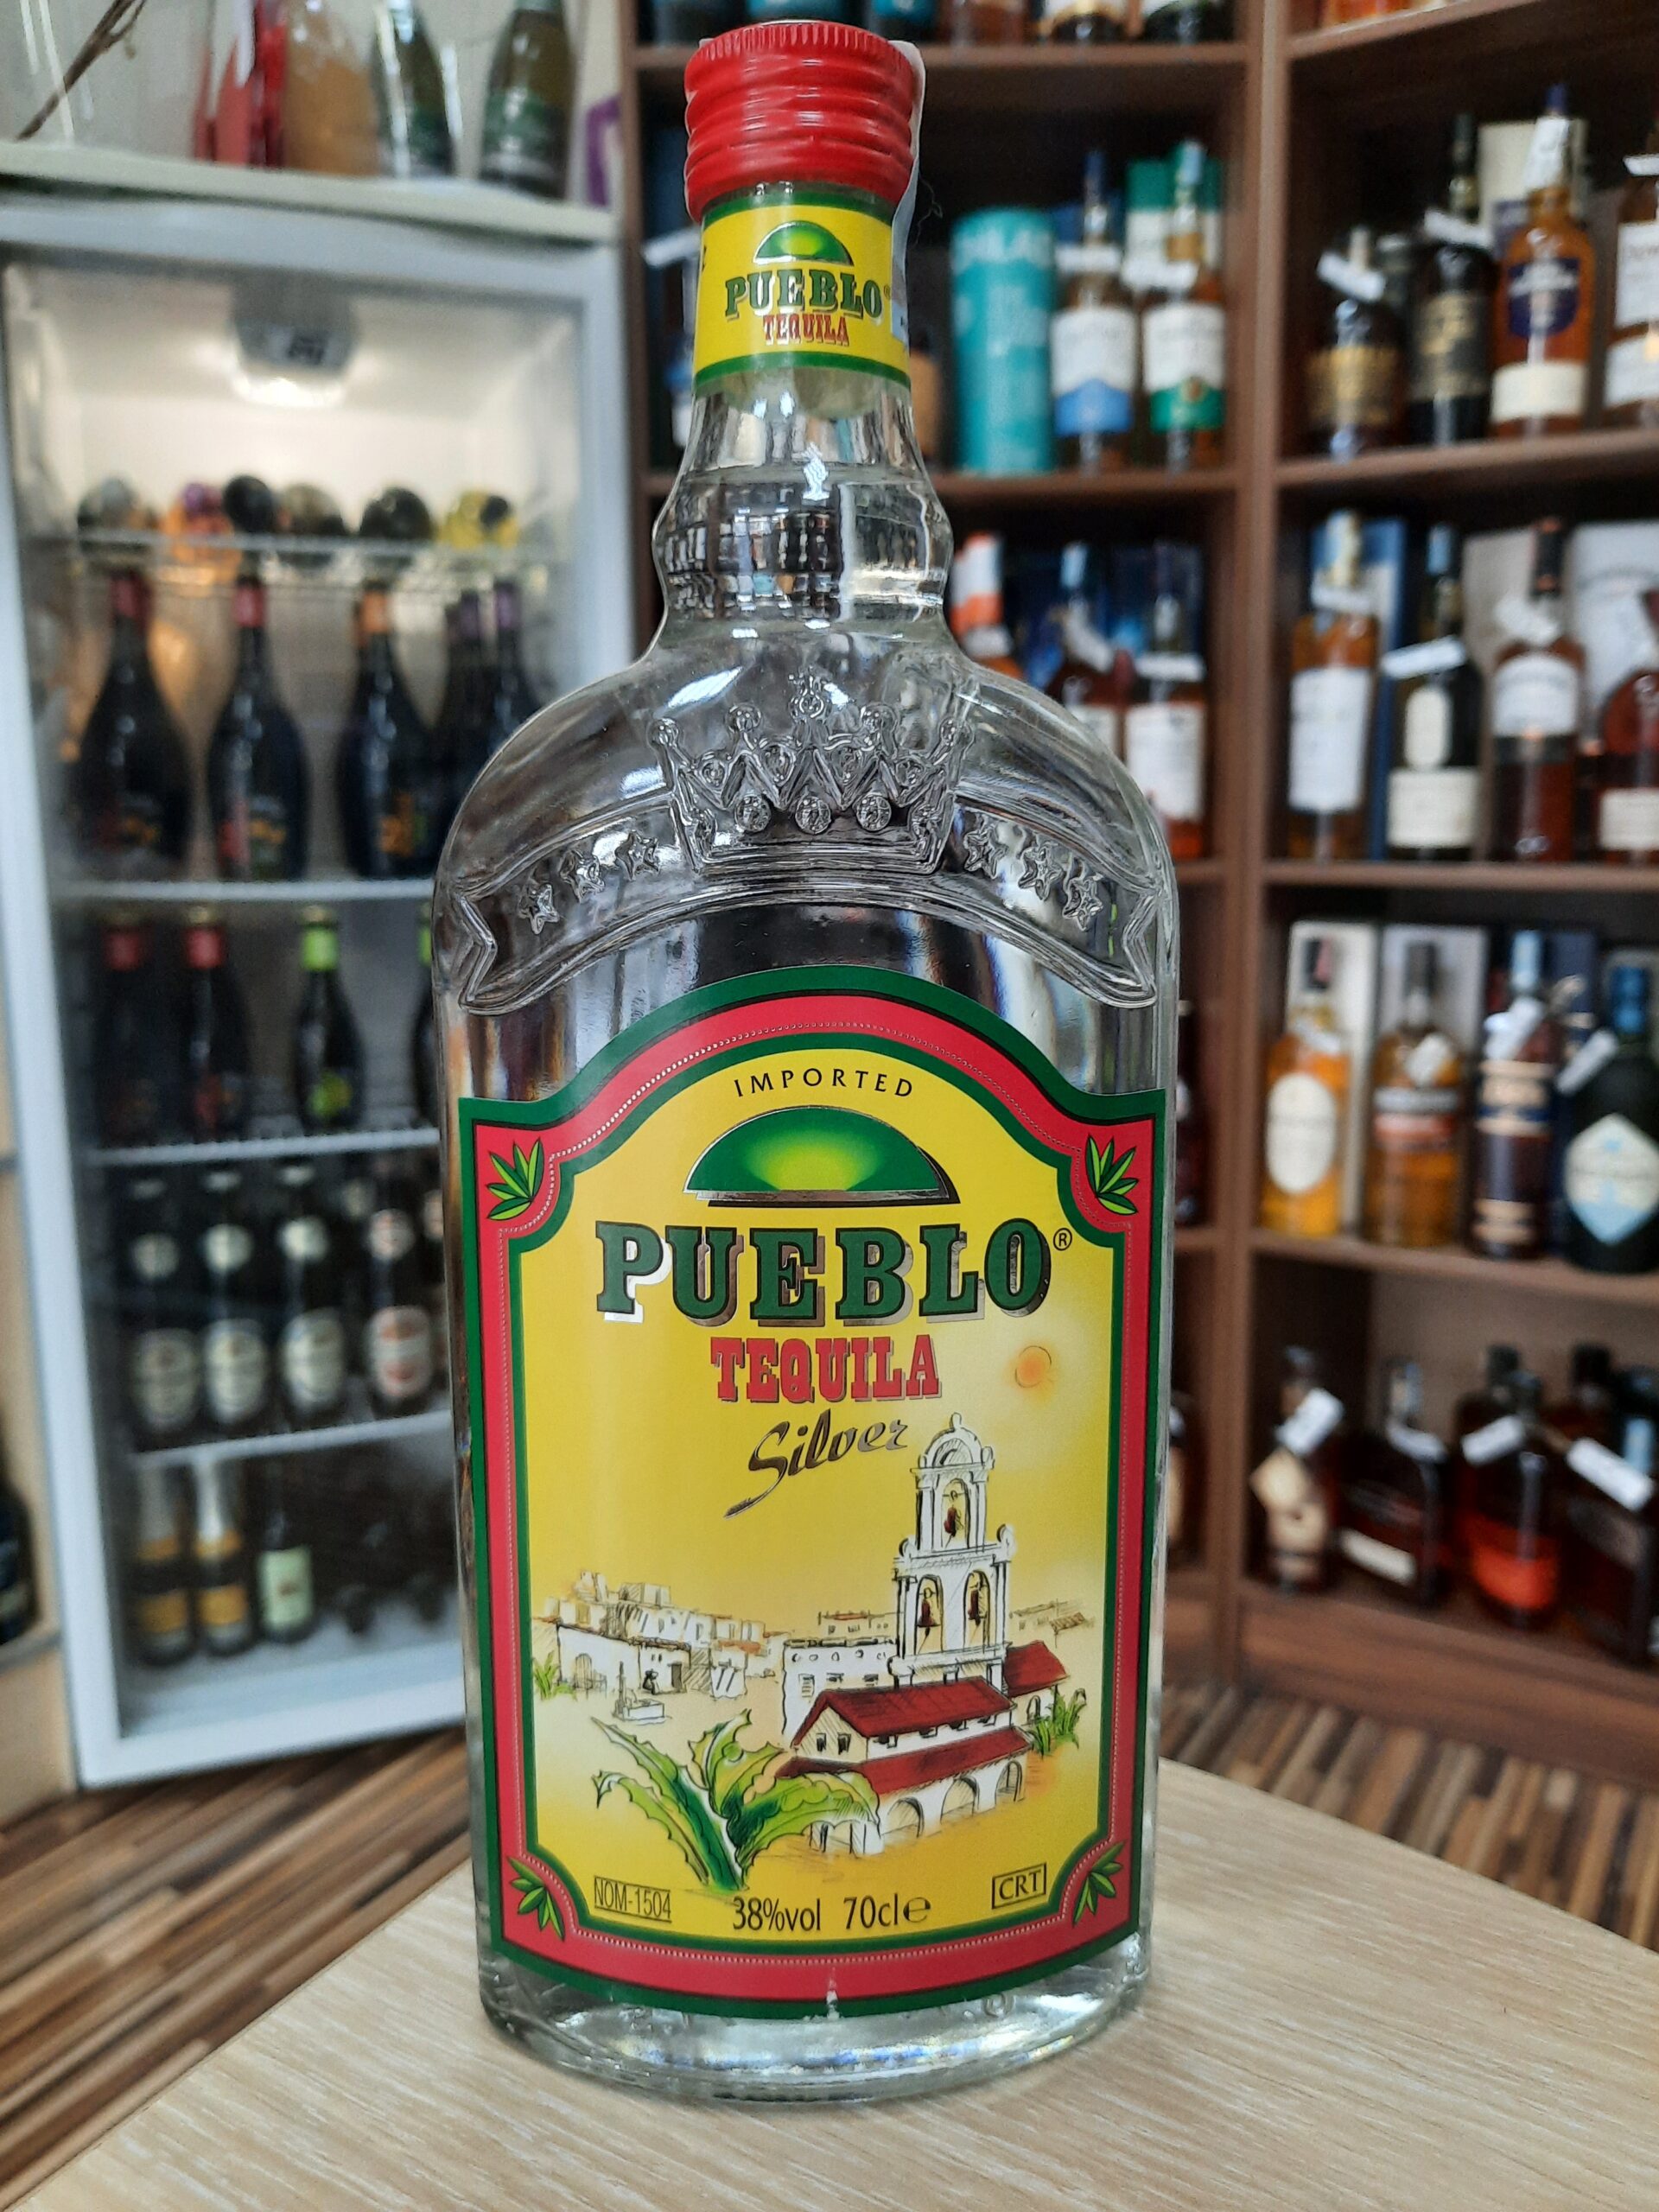 PUEBLO®
TEQUILA
IMPORTED
PUEBLO®
TEQUILA
Silver
NOM-1504
38%vol 70cl e
CRT